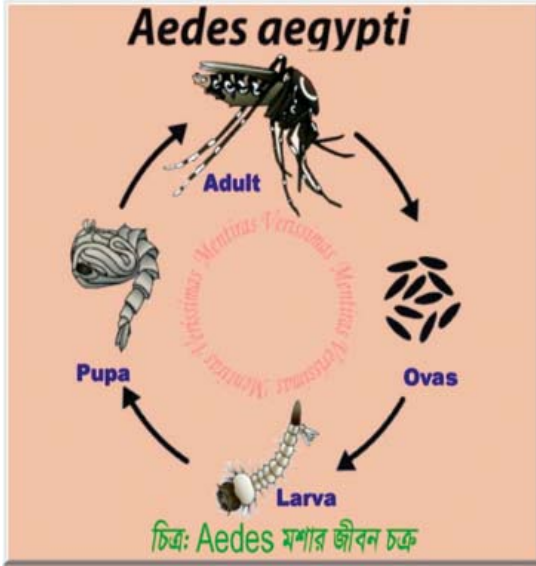 Aedes aegypti
Adult
Mentiras Verissimas Mentiras Verissimas Mentiras Verissimas
Pupa
Ovas
Larva
চিত্র: Aedes মশার জীবন চক্র